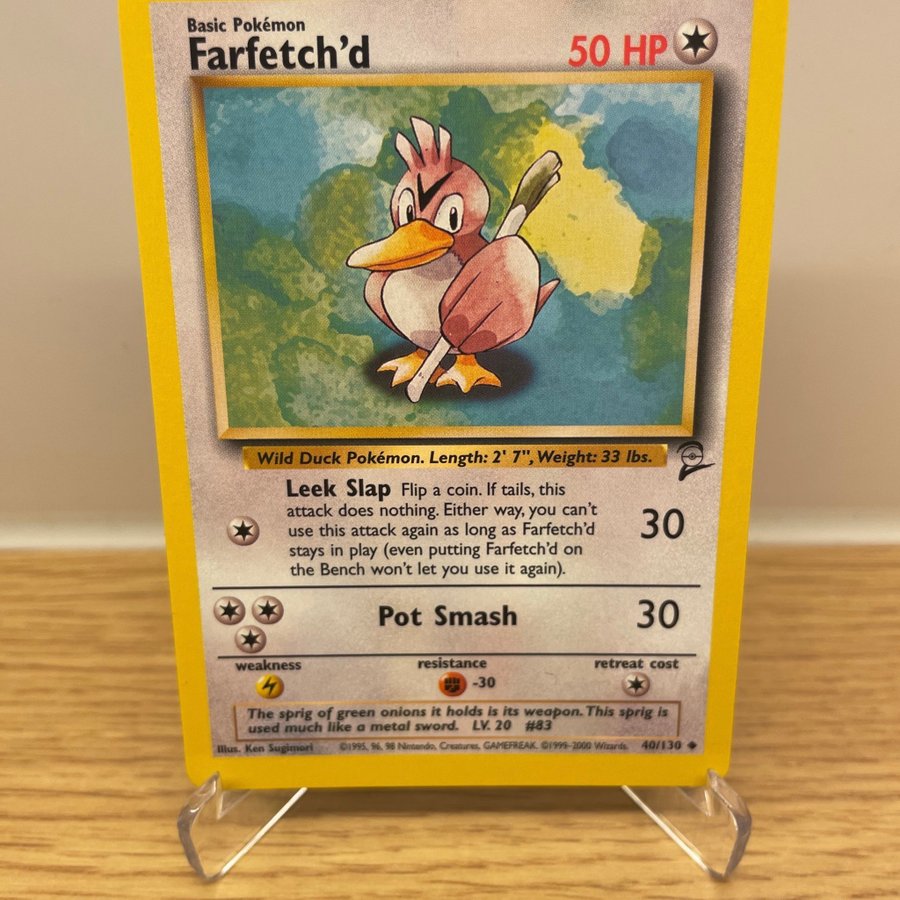 Basic Pokémon
Farfetch'd 50 HP
Wild Duck Pokémon. Length: 2' 7", Weight: 33 lbs.
Leek Slap Flip a coin. If tails, this
attack does nothing. Either way, you can't
use this attack again as long as Farfetch'd
stays in play (even putting Farfetch'd on
the Bench won't let you use it again).
30
Pot Smash 30
weakness resistance retreat cost
-30
The sprig of green onions it holds is its weapon. This sprig is
used much like a metal sword. LV. 20 #83
Illus. Ken Sugimori ©1995, 96, 98 Nintendo, Creatures, GAMEFREAK. ©1999-2000 Wizards. 40/130